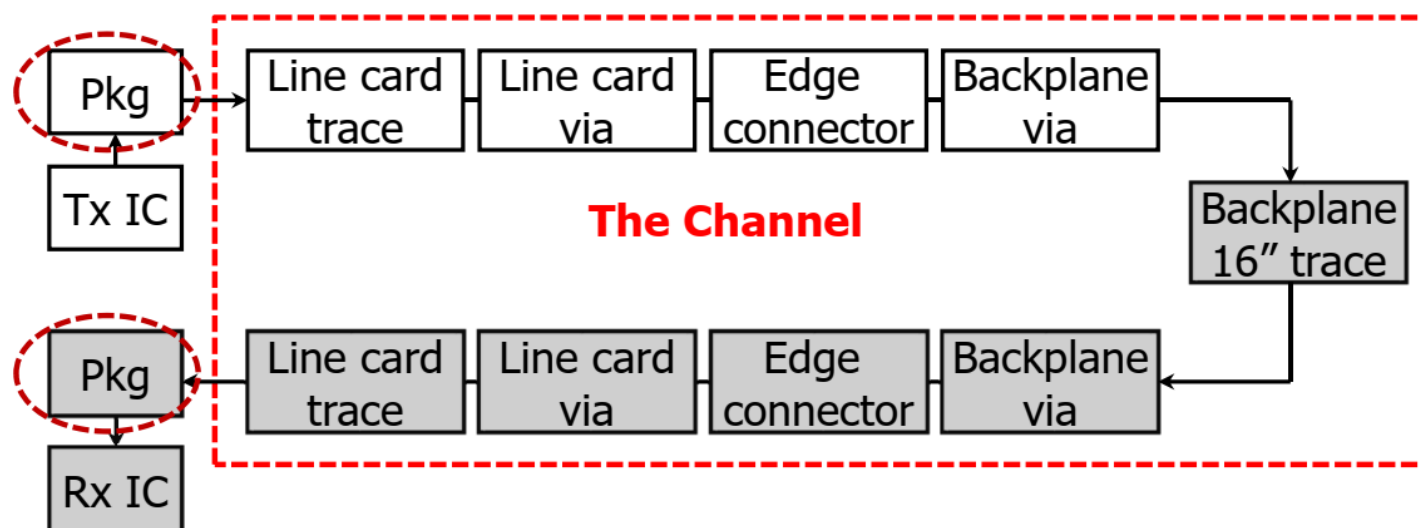 Pkg
Line card
trace
Line card
via
Edge
connector
Backplane
via
Tx IC
The Channel
Backplane
16” trace
Pkg
Line card
trace
Line card
via
Edge
connector
Backplane
via
Rx IC